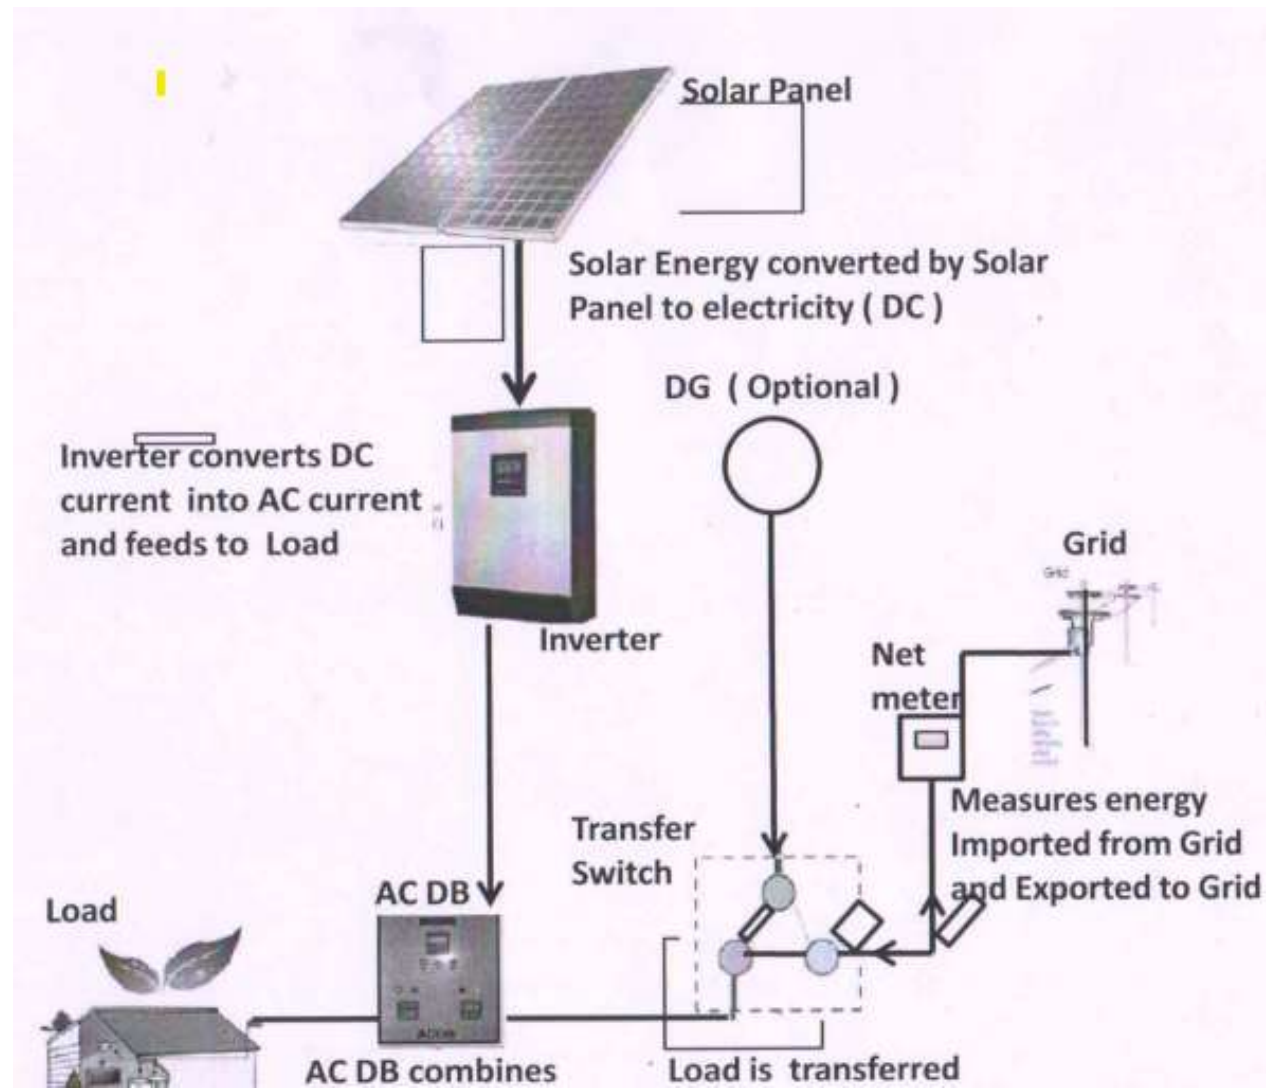 Solar Panel
Solar Energy converted by Solar
Panel to electricity ( DC )
DG ( Optional )
Inverter converts DC
current into AC current
and feeds to Load
Grid
Grid
Inverter
Net
meter
Measures energy
Imported from Grid
and Exported to Grid
Transfer
Switch
AC DB
Load
ACDB
AC DB combines
Load is transferred